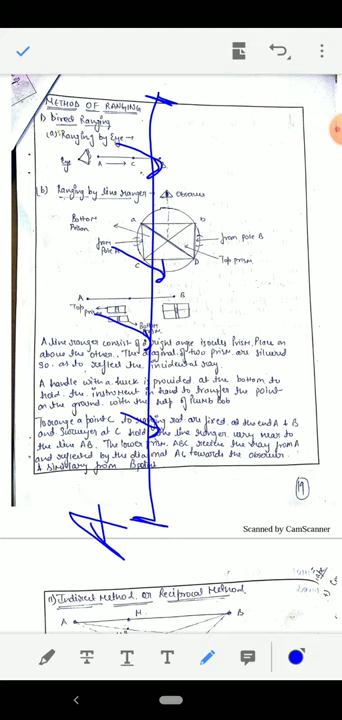 METHOD OF RANGING
I) Direct Ranging
(a) Ranging by Eye →
Eye A C
(b) Ranging by line ranger - Observer
Bottom Prism
a b
from Pole A
from pole B
C D
Top prism
A B
Top prism
Bottom Prism
A line ranger consist of right angle isoceles Prism. Place on
above the other. The diagonal of two prism are silvered
so as to reflect the incidental ray.
A handle with a huck is provided at the bottom to
hold the instrument in hand to transfer the point
on the ground with the help of Plumb bob
To range a point C to ranging rod are fixed at the end A & B
and surveyor at C hold the line ranger very near to
the line AB. The lower Prism ABC receive the ray from A
and reflected by the diagonal AC towards the observer
& similary from B point
19
Scanned by CamScanner
II) Indirect Method or Reciprocal Method
A M B
T T T